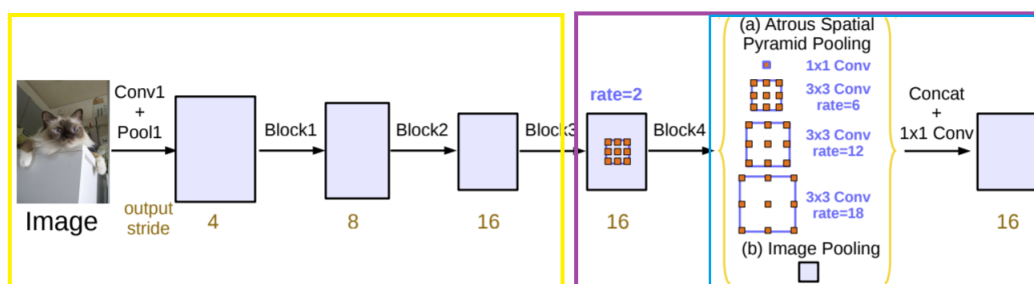 (a) Atrous Spatial
Pyramid Pooling
1x1 Conv
3x3 Conv
rate=6
3x3 Conv
rate=12
3x3 Conv
rate=18
(b) Image Pooling
Conv1
+
Pool1
Block1
Block2
Block3
rate=2
Block4
Concat
+
1x1 Conv
Image
output
stride
4
8
16
16
16